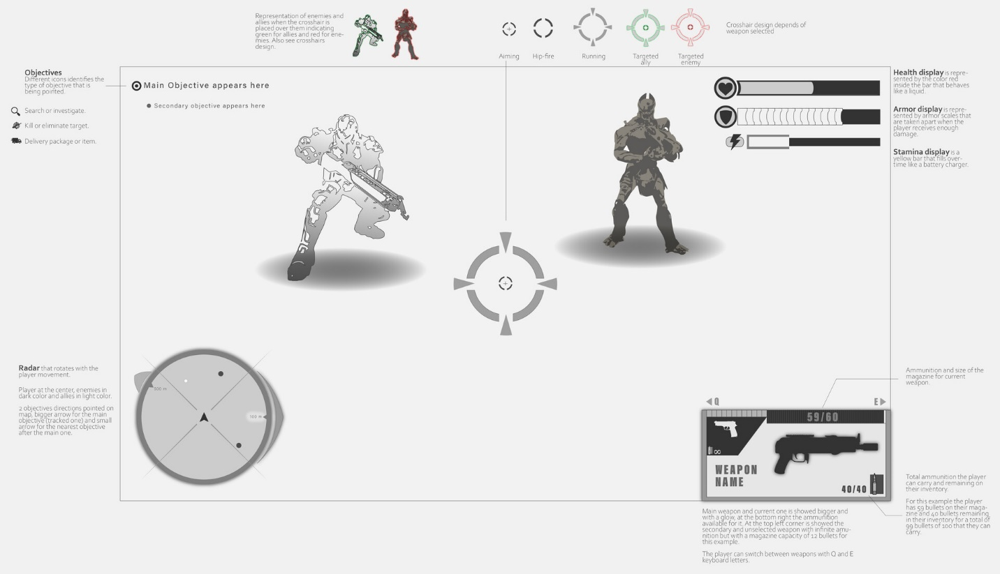 Representation of enemies and
allies when the crosshair is
placed over them indicating
green for allies and red for ene-
mies. Also see crosshairs
design.
Aiming
Hip-fire
Running
Targeted
ally
Targeted
enemy
Crosshair design depends of
weapon selected
Objectives
Different icons identifies the
type of objective that is
being pointed.
Search or investigate.
Kill or eliminate target.
Delivery package or item.
Main Objective appears here
Secondary objective appears here
Health display is repre-
sented by the color red
inside the bar that behaves
like a liquid.
Armor display is repre-
sented by armor scales that
are taken apart when the
player receives enough
damage.
Stamina display is a
yellow bar that fills over-
time like a battery charger.
Radar that rotates with the
player movement.
Player at the center, enemies in
dark color and allies in light color.
2 objectives directions pointed on
map, bigger arrow for the main
objective (tracked one) and small
arrow for the nearest objective
after the main one.
300 m
100 m
Ammunition and size of the
magazine for current
weapon.
Q
E
59/60
∞
WEAPON
NAME
40/40
Total ammunition the player
can carry and remaining on
their inventory.
For this example the player
has 59 bullets on their maga-
zine and 40 bullets remaining
in their inventory for a total of
99 bullets of 100 that they can
carry.
Main weapon and current one is showed bigger and
with a glow, at the bottom right the ammunition
available for it. At the top left corner is showed the
secondary and unselected weapon with infinite amu-
nition but with a magazine capacity of 12 bullets for
this example.
The player can switch between weapons with Q and E
keyboard letters.